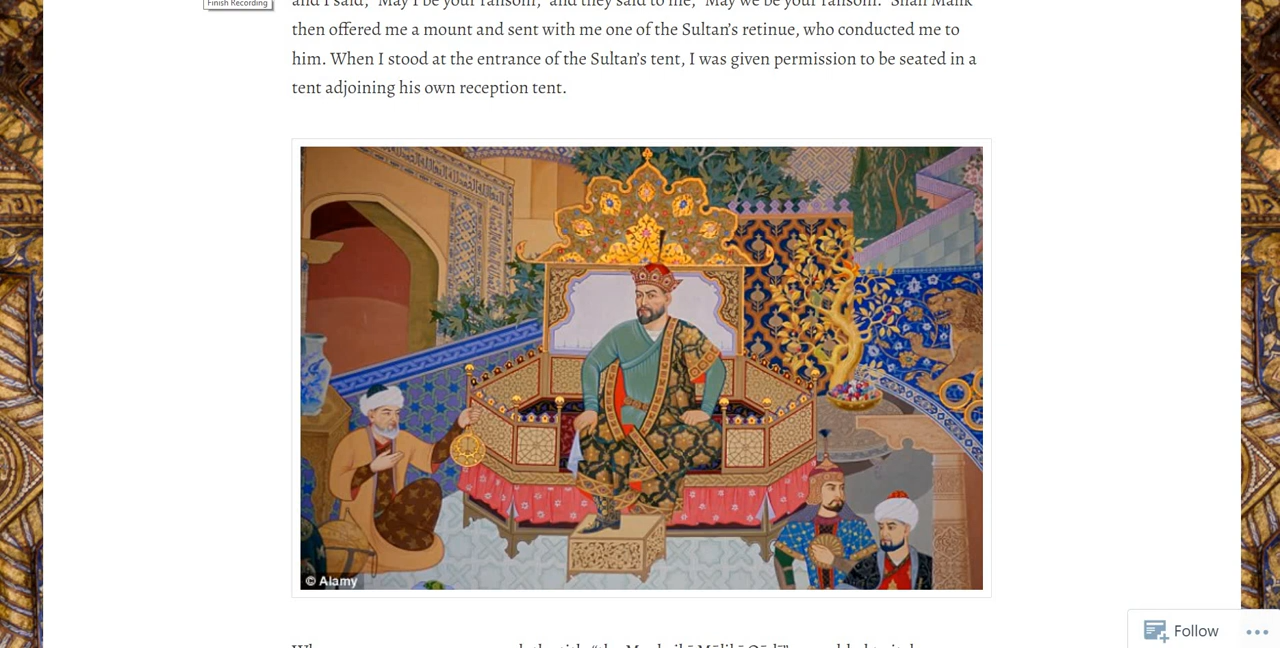 Finish Recording
and I said, “May I be your ransom,” and they said to me, “May we be your ransom.” Shah Malik
then offered me a mount and sent with me one of the Sultan’s retinue, who conducted me to
him. When I stood at the entrance of the Sultan’s tent, I was given permission to be seated in a
tent adjoining his own reception tent.
© Alamy
Follow